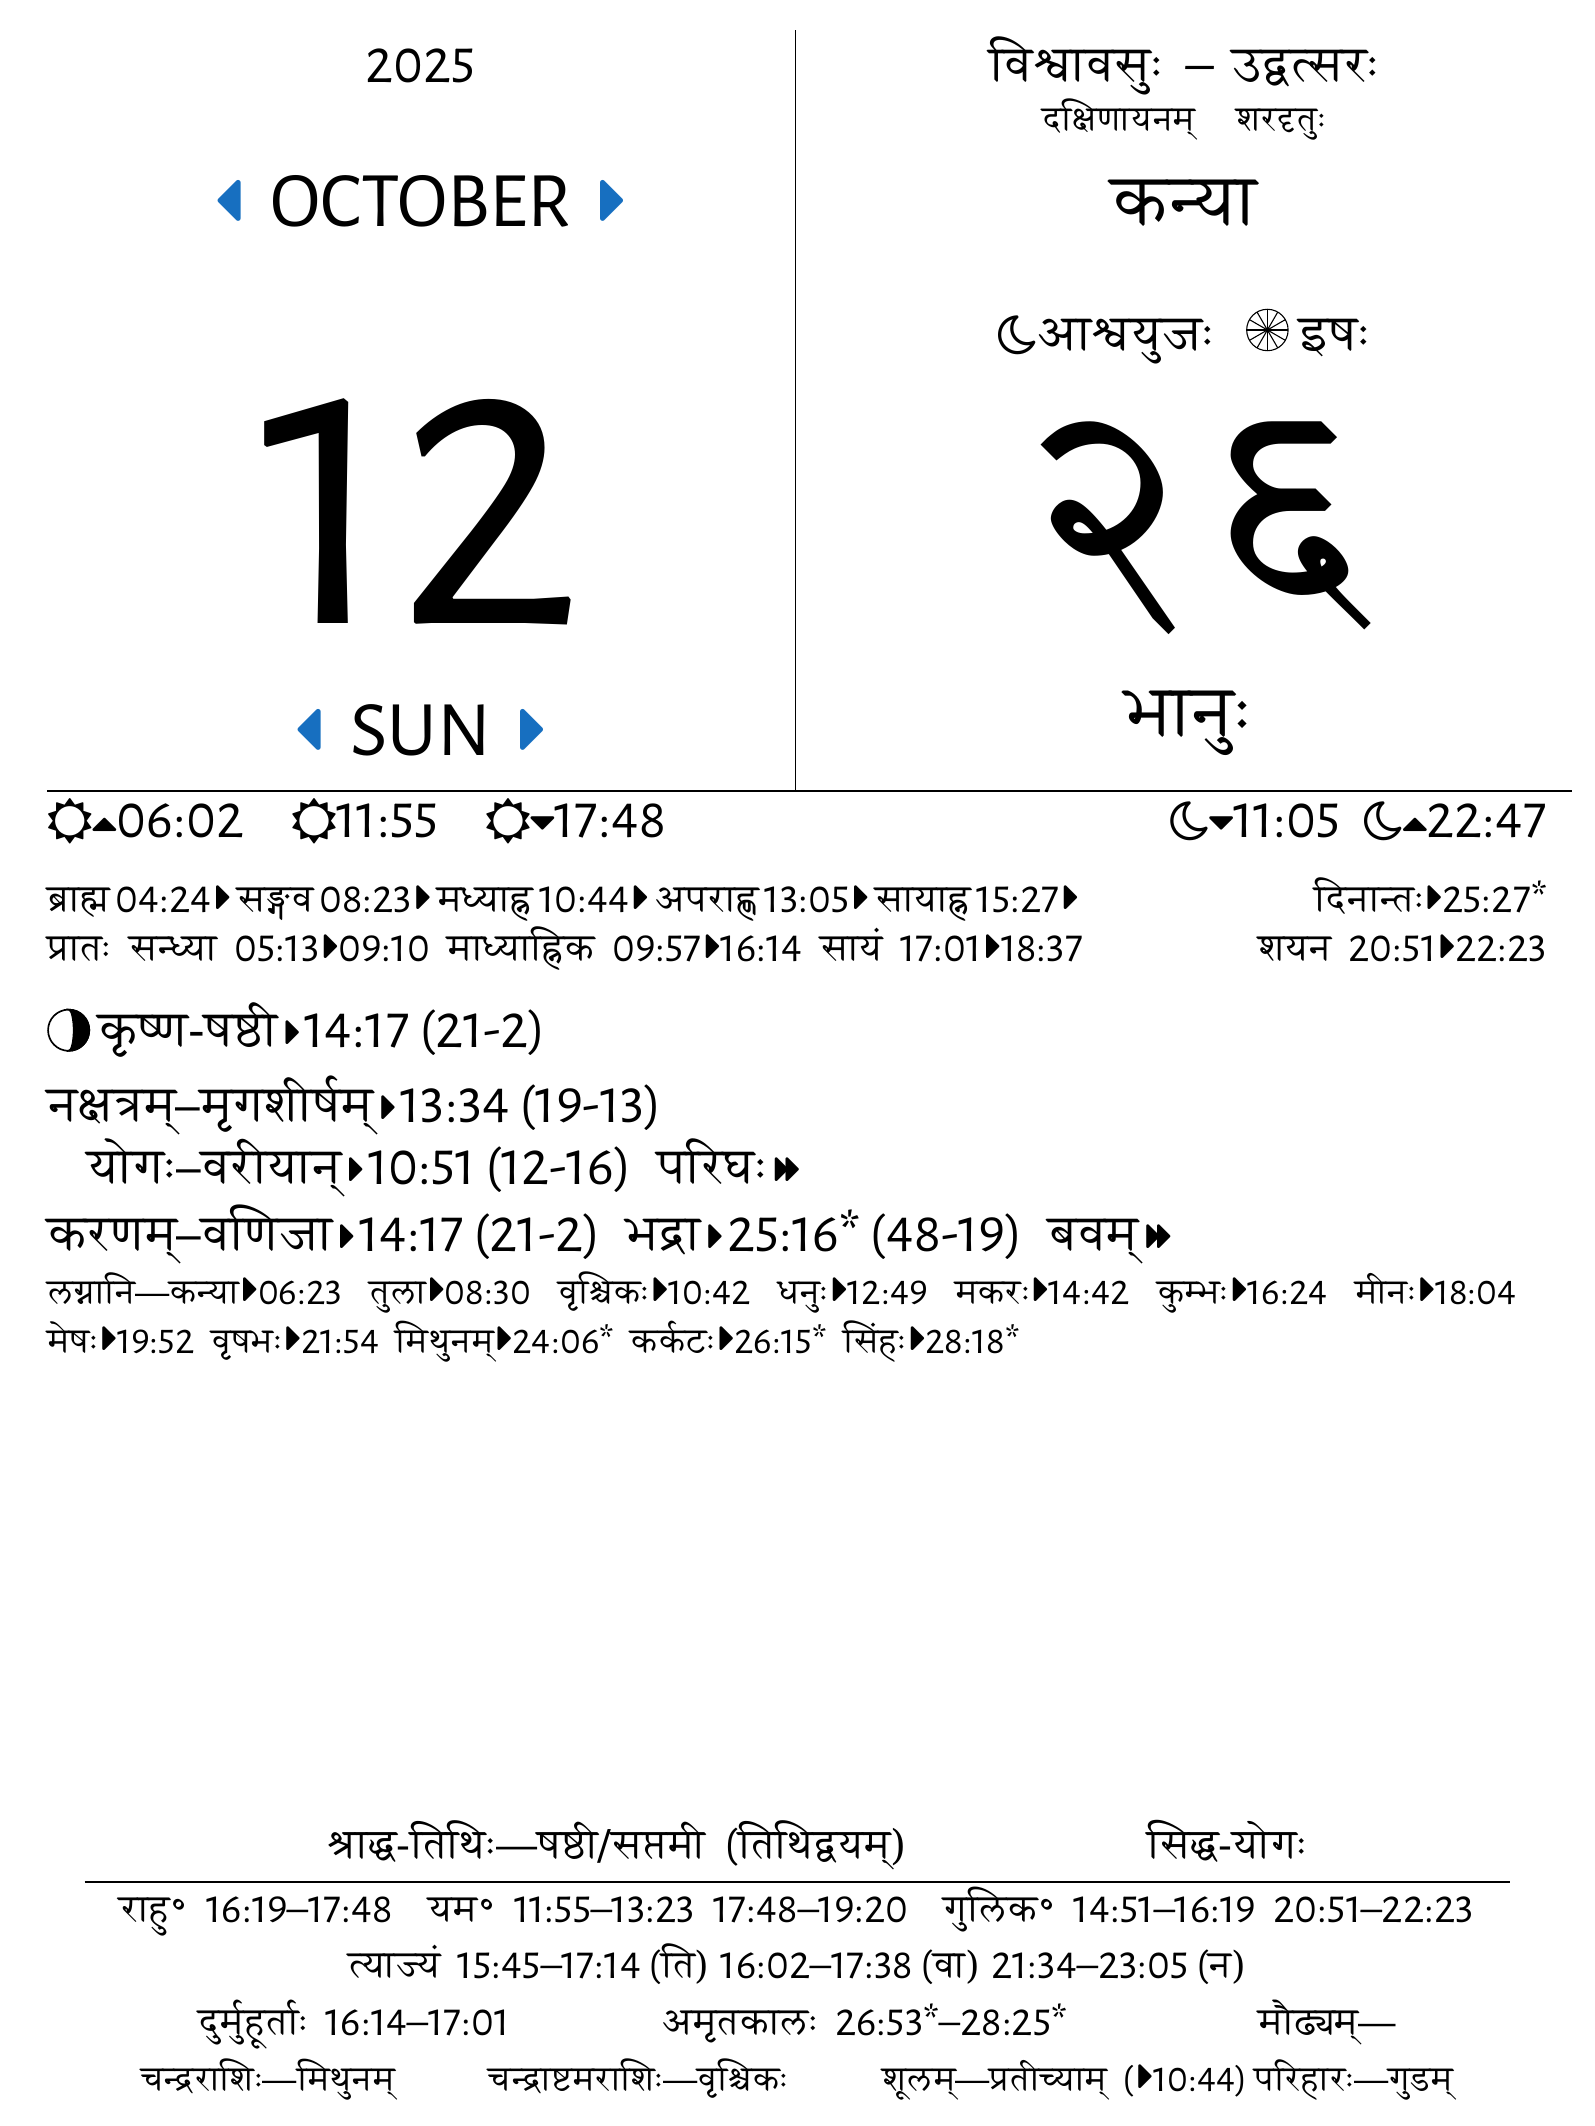 2025
OCTOBER
12
SUN
विश्वावसुः – उद्वत्सरः
दक्षिणायनम् शरदृतुः
कन्या
आश्वयुजः इषः
२६
भानुः
06:02 11:55 17:48 11:05 22:47
ब्राह्म 04:24 सङ्गव 08:23 मध्याह्न 10:44 अपराह्ण 13:05 सायाह्न 15:27 दिनान्तः 25:27*
प्रातः सन्ध्या 05:13 09:10 माध्याह्निक 09:57 16:14 सायं 17:01 18:37 शयन 20:51 22:23
कृष्ण-षष्ठी 14:17 (21-2)
नक्षत्रम्–मृगशीर्षम् 13:34 (19-13)
योगः–वरीयान् 10:51 (12-16) परिघः
करणम्–वणिजा 14:17 (21-2) भद्रा 25:16* (48-19) बवम्
लग्नानि—कन्या 06:23 तुला 08:30 वृश्चिकः 10:42 धनुः 12:49 मकरः 14:42 कुम्भः 16:24 मीनः 18:04
मेषः 19:52 वृषभः 21:54 मिथुनम् 24:06* कर्कटः 26:15* सिंहः 28:18*
श्राद्ध-तिथिः—षष्ठी/सप्तमी (तिथिद्वयम्) सिद्ध-योगः
राहु॰ 16:19–17:48 यम॰ 11:55–13:23 17:48–19:20 गुलिक॰ 14:51–16:19 20:51–22:23
त्याज्यं 15:45–17:14 (ति) 16:02–17:38 (वा) 21:34–23:05 (न)
दुर्मुहूर्ताः 16:14–17:01 अमृतकालः 26:53*–28:25* मौढ्यम्—
चन्द्रराशिः—मिथुनम् चन्द्राष्टमराशिः—वृश्चिकः शूलम्—प्रतीच्याम् (10:44) परिहारः—गुडम्